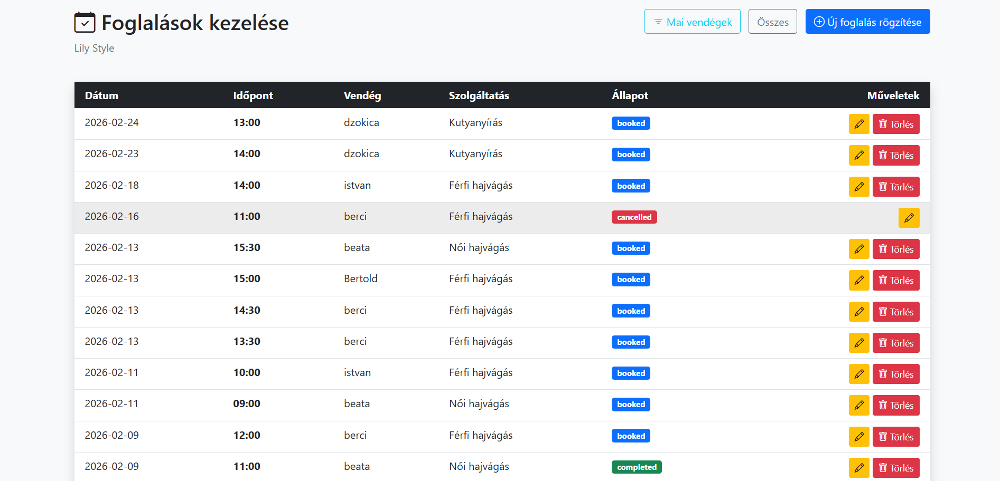 Foglalások kezelése
Lily Style
Mai vendégek Összes Új foglalás rögzítése
Dátum Időpont Vendég Szolgáltatás Állapot Műveletek
2026-02-24 13:00 dzokica Kutyanyírás booked Törlés
2026-02-23 14:00 dzokica Kutyanyírás booked Törlés
2026-02-18 14:00 istvan Férfi hajvágás booked Törlés
2026-02-16 11:00 berci Férfi hajvágás cancelled
2026-02-13 15:30 beata Női hajvágás booked Törlés
2026-02-13 15:00 Bertold Férfi hajvágás booked Törlés
2026-02-13 14:30 berci Férfi hajvágás booked Törlés
2026-02-13 13:30 berci Férfi hajvágás booked Törlés
2026-02-11 10:00 istvan Férfi hajvágás booked Törlés
2026-02-11 09:00 beata Női hajvágás booked Törlés
2026-02-09 12:00 berci Férfi hajvágás booked Törlés
2026-02-09 11:00 beata Női hajvágás completed Törlés